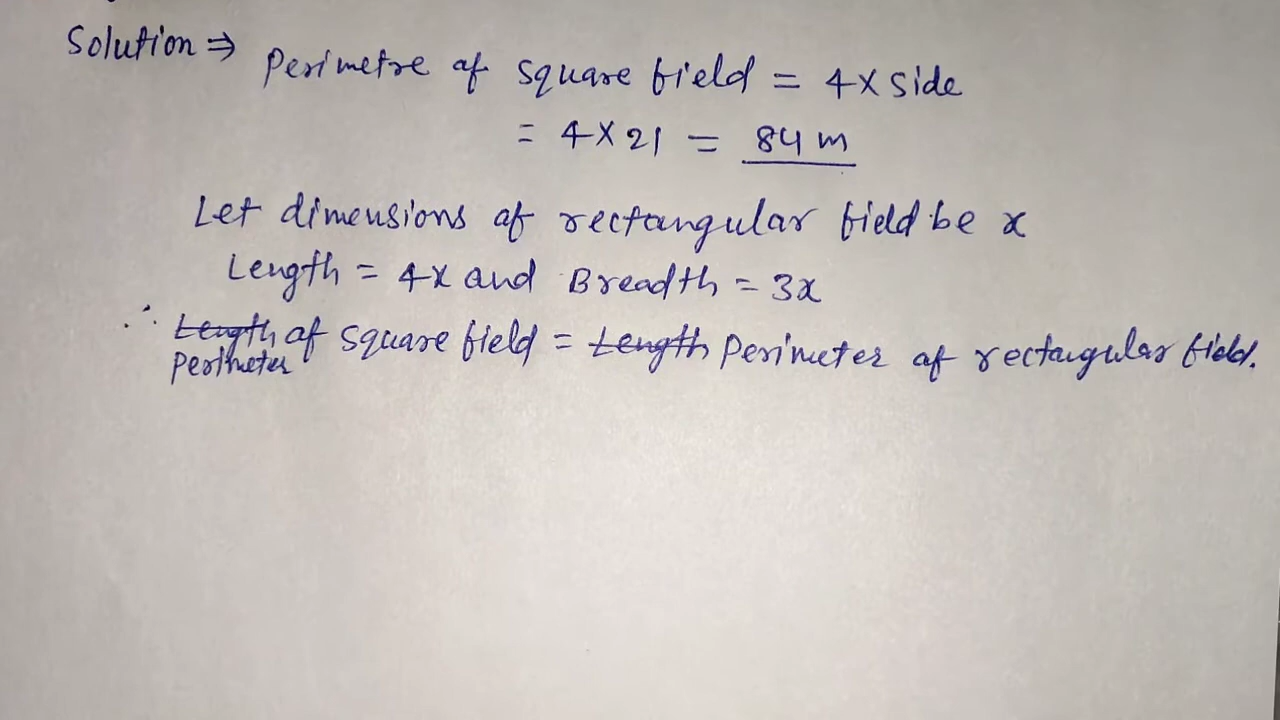 Solution ⇒ Perimetre of square field = 4 × side
= 4 × 21 = 84 m
Let dimensions of rectangular field be x
Length = 4x and Breadth = 3x
∴ Length of square field = Length Perimeter of rectangular field.
Perimeter